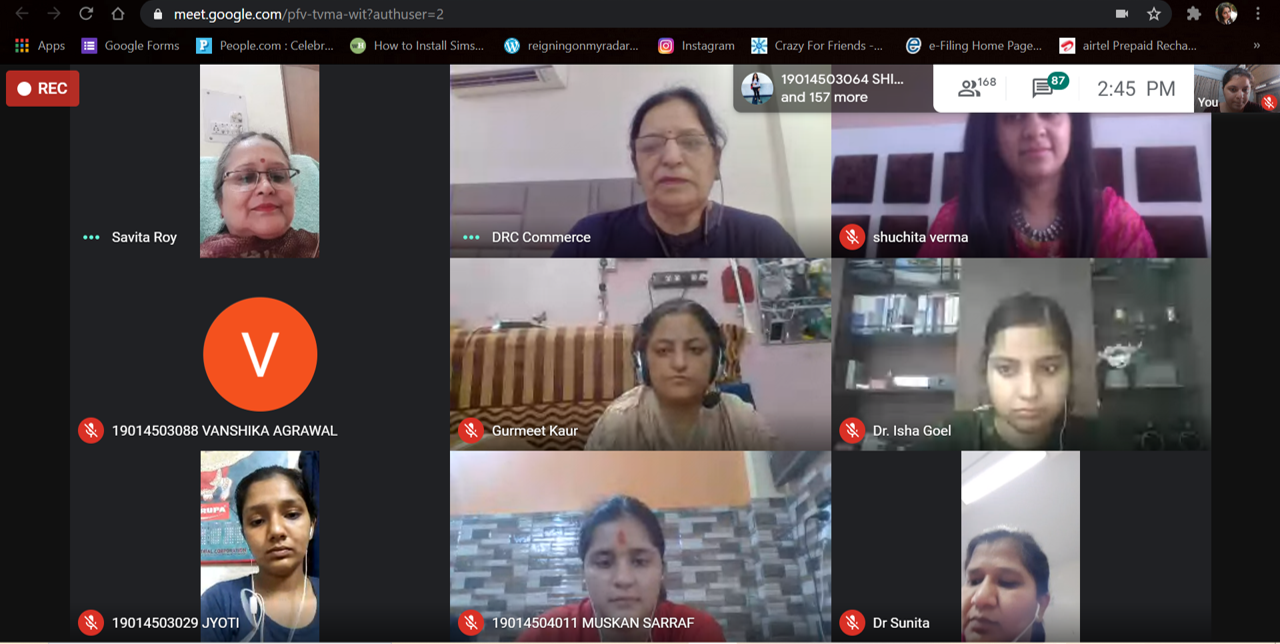 meet.google.com/pfv-tvma-wit?authuser=2
Apps Google Forms People.com : Celebr... How to Install Sims... reigningonmyradar... Instagram Crazy For Friends -... e-Filing Home Page... airtel Prepaid Recha... »
REC
19014503064 SHI...
and 157 more
168
87
2:45 PM
You
Savita Roy
DRC Commerce
shuchita verma
V
19014503088 VANSHIKA AGRAWAL
Gurmeet Kaur
Dr. Isha Goel
RUPA
19014503029 JYOTI
19014504011 MUSKAN SARRAF
Dr Sunita